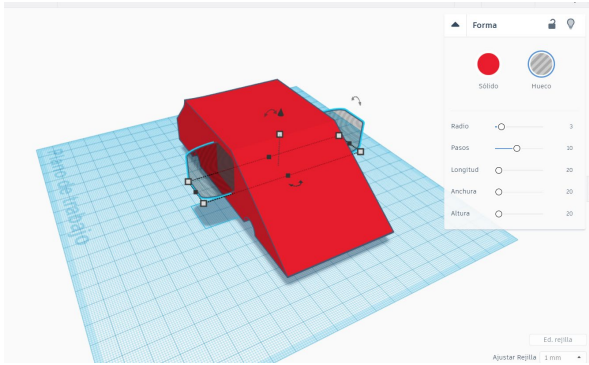 Forma
Sólido
Hueco
Radio 3
Pasos 10
Longitud 20
Anchura 20
Altura 20
Plano de trabajo
Ed. rejilla
Ajustar Rejilla 1 mm